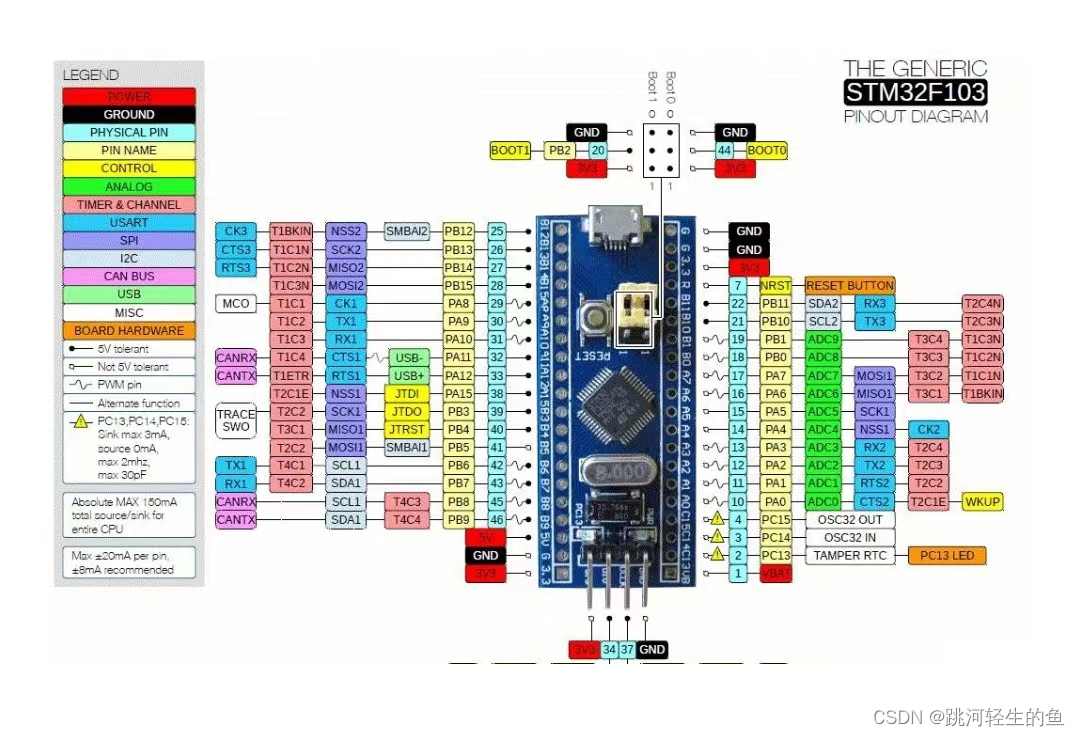 LEGEND
POWER
GROUND
PHYSICAL PIN
PIN NAME
CONTROL
ANALOG
TIMER & CHANNEL
USART
SPI
I2C
CAN BUS
USB
MISC
BOARD HARDWARE
5V tolerant
Not 5V tolerant
PWM pin
Alternate function
PC13,PC14,PC15:
Sink max 3mA,
source 0mA,
max 2mhz,
max 30pF
Absolute MAX 150mA
total source/sink for
entire CPU
Max ±20mA per pin,
±8mA recommended
THE GENERIC
STM32F103
PINOUT DIAGRAM
Boot 1 Boot 0
GND GND
BOOT1 PB2 20 44 BOOT0
3V3 3V3
1 1
CK3 T1BKIN NSS2 SMBAI2 PB12 25
CTS3 T1C1N SCK2 PB13 26
RTS3 T1C2N MISO2 PB14 27
T1C3N MOSI2 PB15 28
MCO T1C1 CK1 PA8 29
T1C2 TX1 PA9 30
T1C3 RX1 PA10 31
CANRX T1C4 CTS1 USB- PA11 32
CANTX T1ETR RTS1 USB+ PA12 33
T2C1E NSS1 JTDI PA15 38
TRACE SWO T2C2 SCK1 JTDO PB3 39
T3C1 MISO1 JTRST PB4 40
T2C2 MOSI1 SMBAI1 PB5 41
TX1 T4C1 SCL1 PB6 42
RX1 T4C2 SDA1 PB7 43
CANRX SCL1 T4C3 PB8 45
CANTX SDA1 T4C4 PB9 46
5V
GND
3V3
GND
GND
3V3
7 NRST RESET BUTTON
22 PB11 SDA2 RX3 T2C4N
21 PB10 SCL2 TX3 T2C3N
19 PB1 ADC9 T3C4 T1C3N
18 PB0 ADC8 T3C3 T1C2N
17 PA7 ADC7 MOSI1 T3C2 T1C1N
16 PA6 ADC6 MISO1 T3C1 T1BKIN
15 PA5 ADC5 SCK1
14 PA4 ADC4 NSS1 CK2
13 PA3 ADC3 RX2 T2C4
12 PA2 ADC2 TX2 T2C3
11 PA1 ADC1 RTS2 T2C2
10 PA0 ADC0 CTS2 T2C1E WKUP
4 PC15 OSC32 OUT
3 PC14 OSC32 IN
2 PC13 TAMPER RTC PC13 LED
1 VBAT
RESET
8.000
PC13 PWR
3V3 34 37 GND
CSDN @跳河轻生的鱼